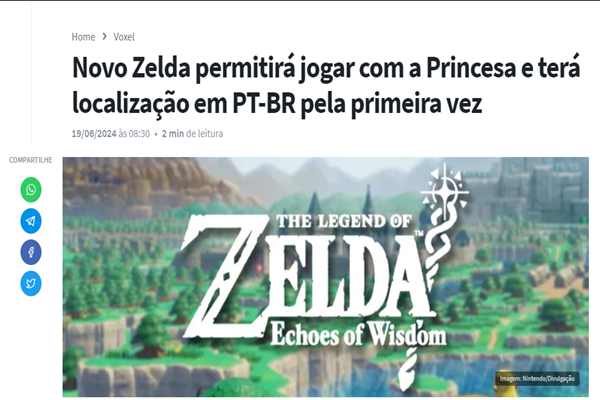 Home > Voxel
Novo Zelda permitirá jogar com a Princesa e terá
localização em PT-BR pela primeira vez
19/06/2024 às 08:30 • 2 min de leitura
COMPARTILHE
THE LEGEND OF
ZELDA™
Echoes of Wisdom
Imagem: Nintendo/Divulgação